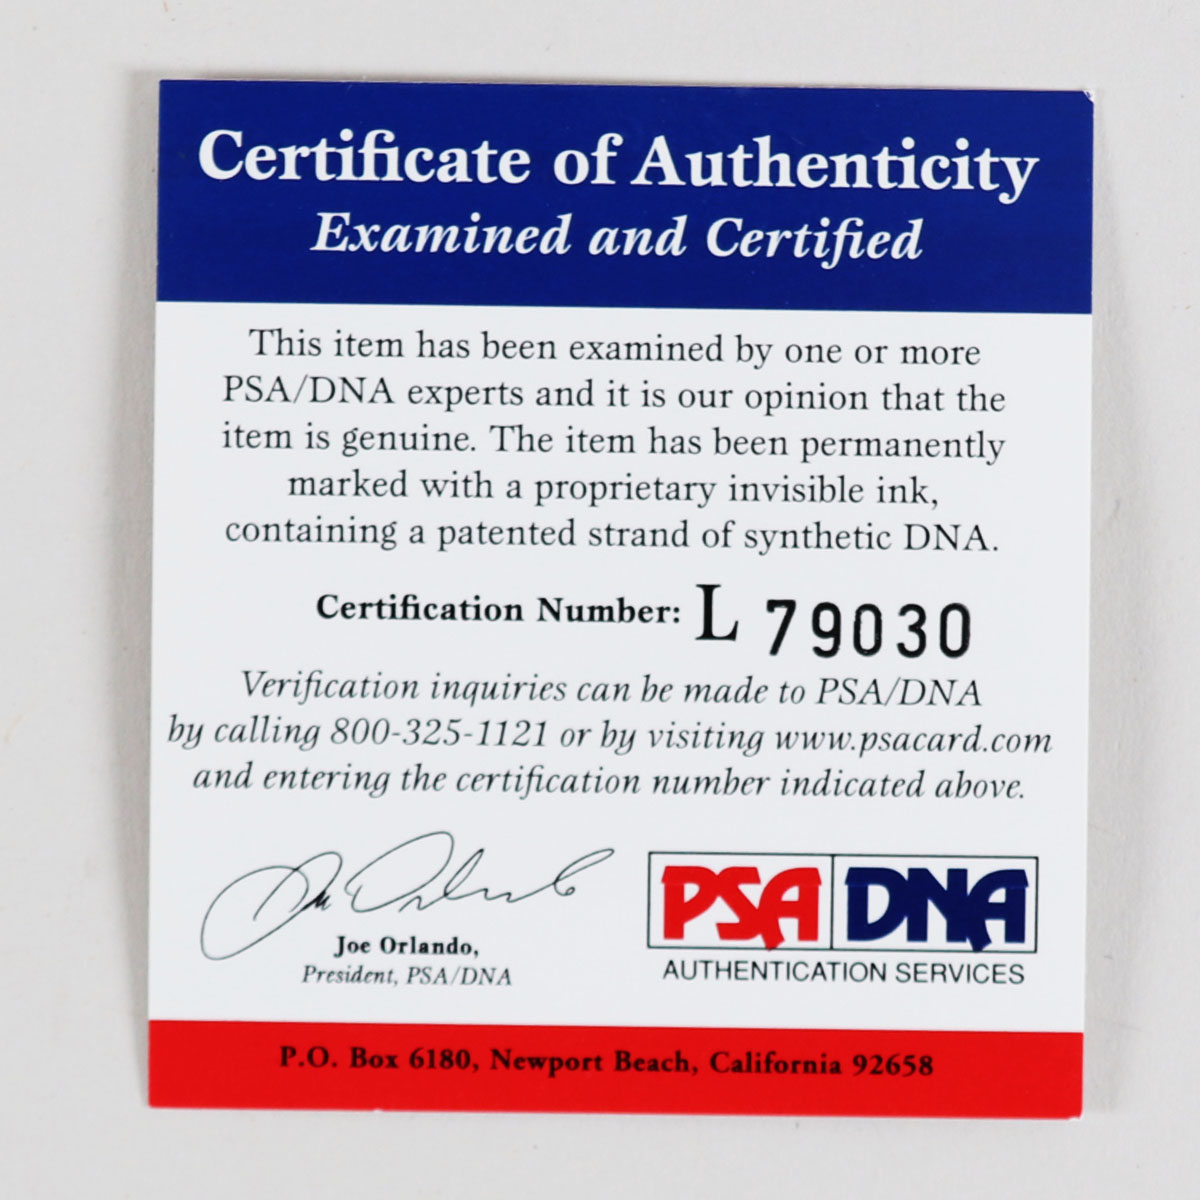 Certificate of Authenticity
Examined and Certified
This item has been examined by one or more
PSA/DNA experts and it is our opinion that the
item is genuine. The item has been permanently
marked with a proprietary invisible ink,
containing a patented strand of synthetic DNA.
Certification Number: L 79030
Verification inquiries can be made to PSA/DNA
by calling 800-325-1121 or by visiting www.psacard.com
and entering the certification number indicated above.
Joe Orlando,
President, PSA/DNA
PSA DNA
AUTHENTICATION SERVICES
P.O. Box 6180, Newport Beach, California 92658